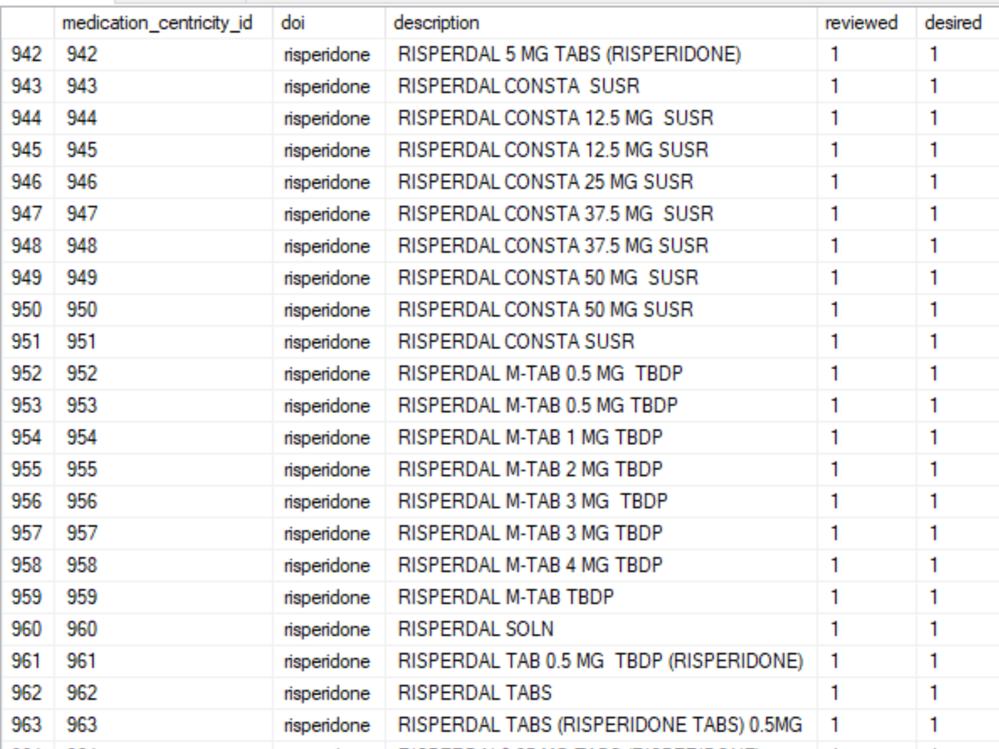 medication_centricity_id doi description reviewed desired
942 942 risperidone RISPERDAL 5 MG TABS (RISPERIDONE) 1 1
943 943 risperidone RISPERDAL CONSTA  SUSR 1 1
944 944 risperidone RISPERDAL CONSTA 12.5 MG  SUSR 1 1
945 945 risperidone RISPERDAL CONSTA 12.5 MG SUSR 1 1
946 946 risperidone RISPERDAL CONSTA 25 MG SUSR 1 1
947 947 risperidone RISPERDAL CONSTA 37.5 MG  SUSR 1 1
948 948 risperidone RISPERDAL CONSTA 37.5 MG SUSR 1 1
949 949 risperidone RISPERDAL CONSTA 50 MG  SUSR 1 1
950 950 risperidone RISPERDAL CONSTA 50 MG SUSR 1 1
951 951 risperidone RISPERDAL CONSTA SUSR 1 1
952 952 risperidone RISPERDAL M-TAB 0.5 MG  TBDP 1 1
953 953 risperidone RISPERDAL M-TAB 0.5 MG TBDP 1 1
954 954 risperidone RISPERDAL M-TAB 1 MG TBDP 1 1
955 955 risperidone RISPERDAL M-TAB 2 MG TBDP 1 1
956 956 risperidone RISPERDAL M-TAB 3 MG  TBDP 1 1
957 957 risperidone RISPERDAL M-TAB 3 MG TBDP 1 1
958 958 risperidone RISPERDAL M-TAB 4 MG TBDP 1 1
959 959 risperidone RISPERDAL M-TAB TBDP 1 1
960 960 risperidone RISPERDAL SOLN 1 1
961 961 risperidone RISPERDAL TAB 0.5 MG  TBDP (RISPERIDONE) 1 1
962 962 risperidone RISPERDAL TABS 1 1
963 963 risperidone RISPERDAL TABS (RISPERIDONE TABS) 0.5MG 1 1